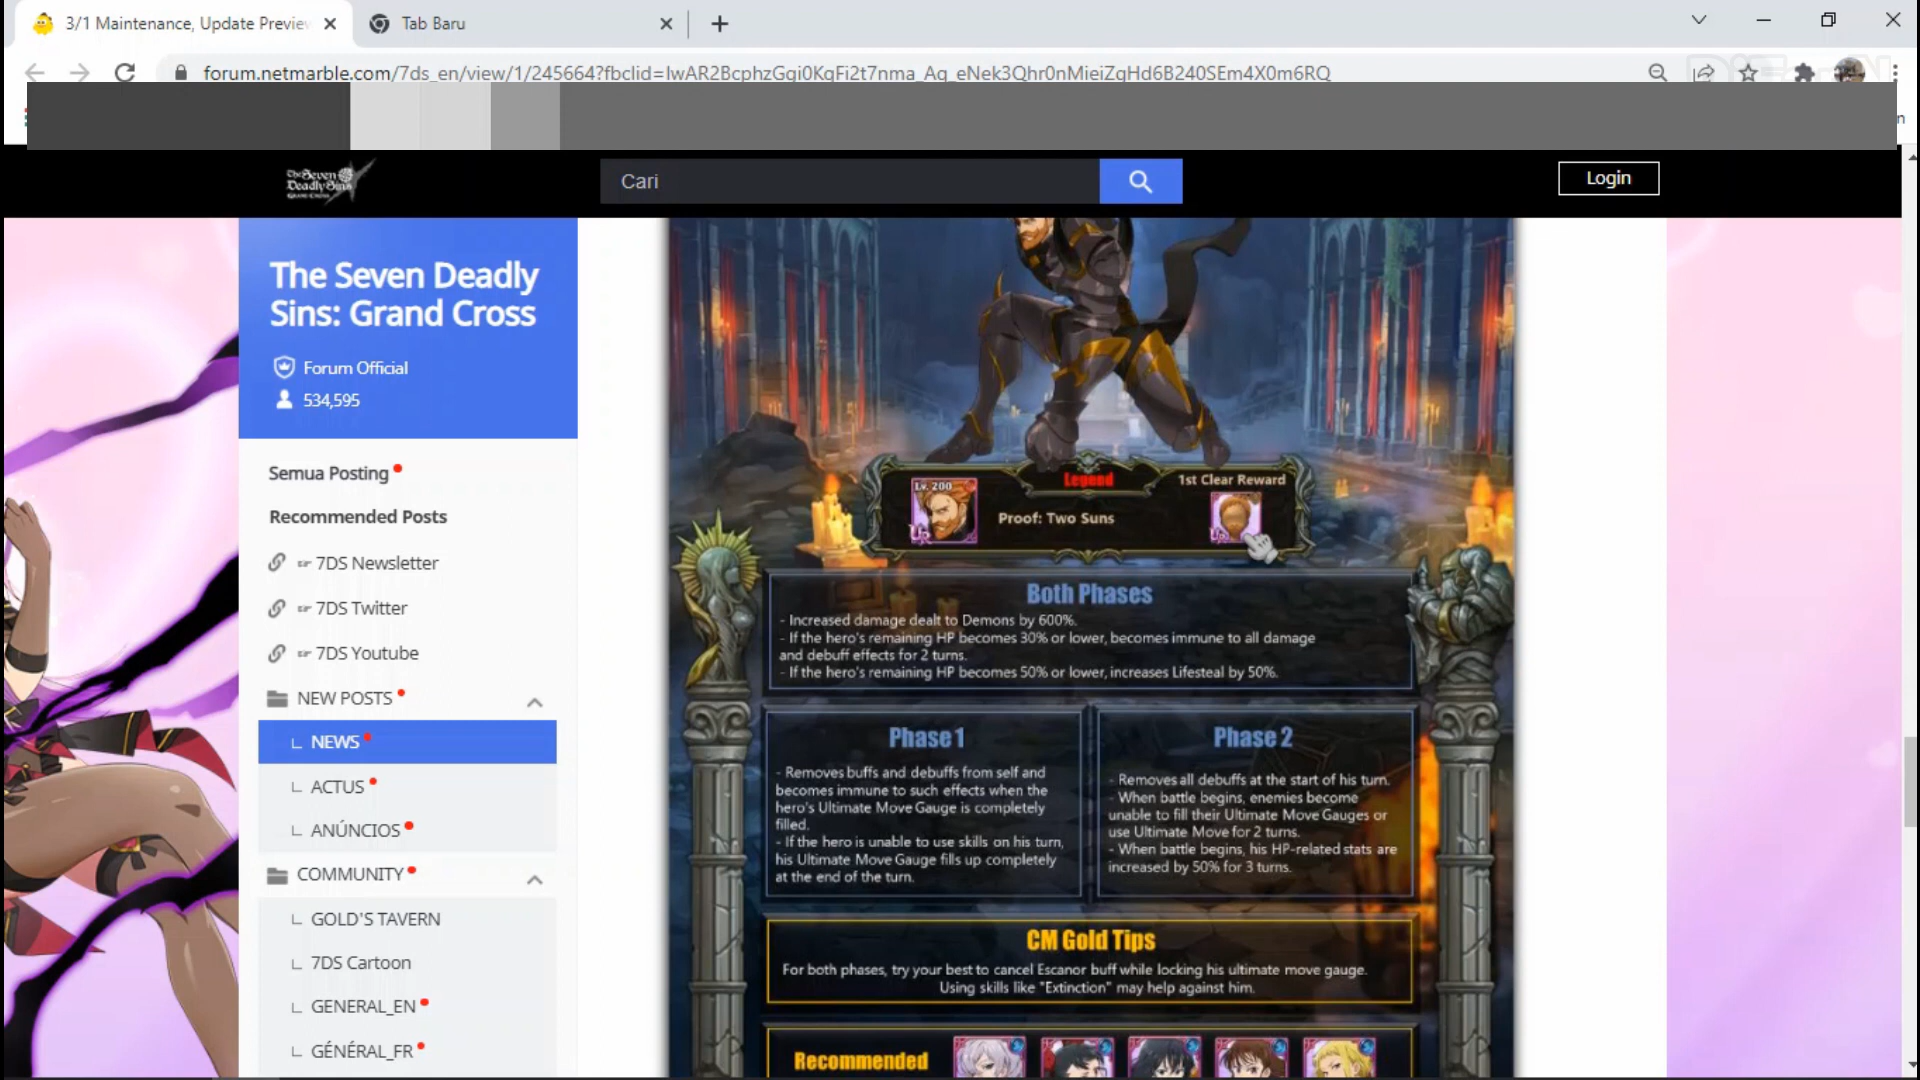 3/1 Maintenance, Update Preview
Tab Baru
forum.netmarble.com/7ds_en/view/1/245664?fbclid=IwAR2BcphzGqi0KqFi2t7nma_Aq_eNek3Qhr0nMieiZqHd6B240SEm4X0m6RQ
The Seven
Deadly Sins
GRAND CROSS
Cari
Login
The Seven Deadly
Sins: Grand Cross
Forum Official
534,595
Semua Posting
Recommended Posts
☞ 7DS Newsletter
☞ 7DS Twitter
☞ 7DS Youtube
NEW POSTS
NEWS
ACTUS
ANÚNCIOS
COMMUNITY
GOLD'S TAVERN
7DS Cartoon
GENERAL_EN
GÉNÉRAL_FR
Lv. 200
UR
Legend
Proof: Two Suns
1st Clear Reward
UR
Both Phases
- Increased damage dealt to Demons by 600%.
- If the hero's remaining HP becomes 30% or lower, becomes immune to all damage
and debuff effects for 2 turns.
- If the hero's remaining HP becomes 50% or lower, increases Lifesteal by 50%.
Phase 1
- Removes buffs and debuffs from self and
becomes immune to such effects when the
hero's Ultimate Move Gauge is completely
filled.
- If the hero is unable to use skills on his turn,
his Ultimate Move Gauge fills up completely
at the end of the turn.
Phase 2
- Removes all debuffs at the start of his turn.
- When battle begins, enemies become
unable to fill their Ultimate Move Gauges or
use Ultimate Move for 2 turns.
- When battle begins, his HP-related stats are
increased by 50% for 3 turns.
CM Gold Tips
For both phases, try your best to cancel Escanor buff while locking his ultimate move gauge.
Using skills like "Extinction" may help against him.
Recommended